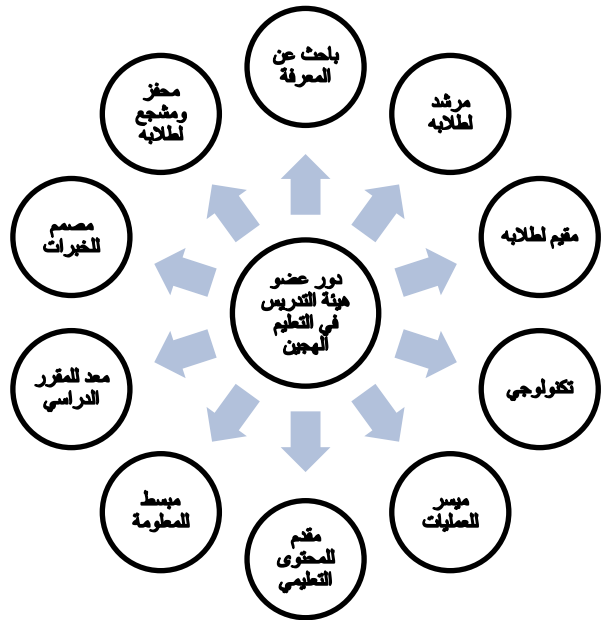 باحث عن
المعرفة
مرشد
لطلابه
مقيم لطلابه
تكنولوجي
ميسر
للعمليات
مقدم
للمحتوى
التعليمي
مبسط
للمعلومة
معد للمقرر
الدراسي
مصمم
للخبرات
محفز
ومشجع
لطلابه
دور عضو
هيئة التدريس
في التعليم
الهجين